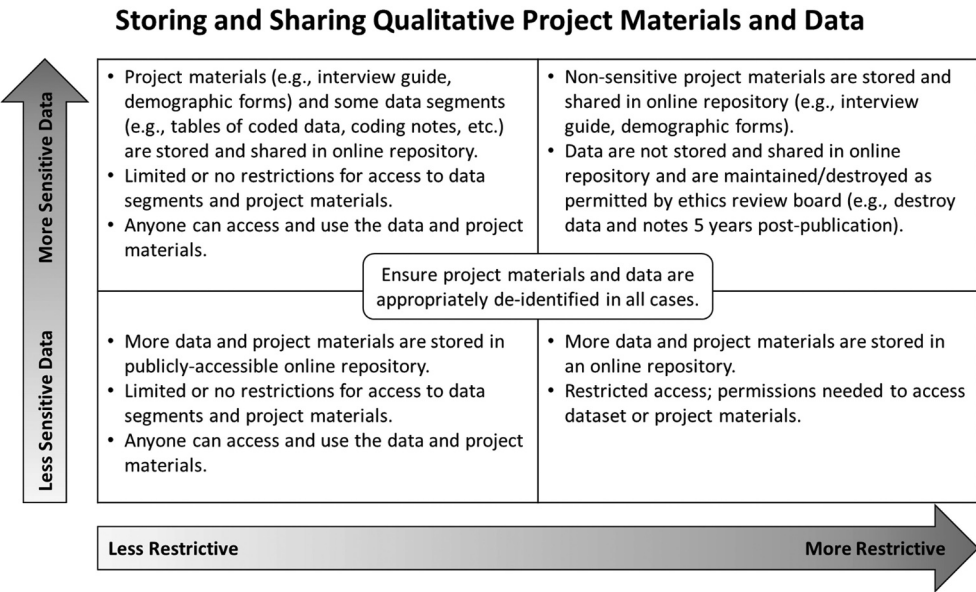 Storing and Sharing Qualitative Project Materials and Data
More Sensitive Data
Less Sensitive Data
• Project materials (e.g., interview guide,
demographic forms) and some data segments
(e.g., tables of coded data, coding notes, etc.)
are stored and shared in online repository.
• Limited or no restrictions for access to data
segments and project materials.
• Anyone can access and use the data and project
materials.
• Non-sensitive project materials are stored and
shared in online repository (e.g., interview
guide, demographic forms).
• Data are not stored and shared in online
repository and are maintained/destroyed as
permitted by ethics review board (e.g., destroy
data and notes 5 years post-publication).
Ensure project materials and data are
appropriately de-identified in all cases.
• More data and project materials are stored in
publicly-accessible online repository.
• Limited or no restrictions for access to data
segments and project materials.
• Anyone can access and use the data and project
materials.
• More data and project materials are stored in
an online repository.
• Restricted access; permissions needed to access
dataset or project materials.
Less Restrictive
More Restrictive